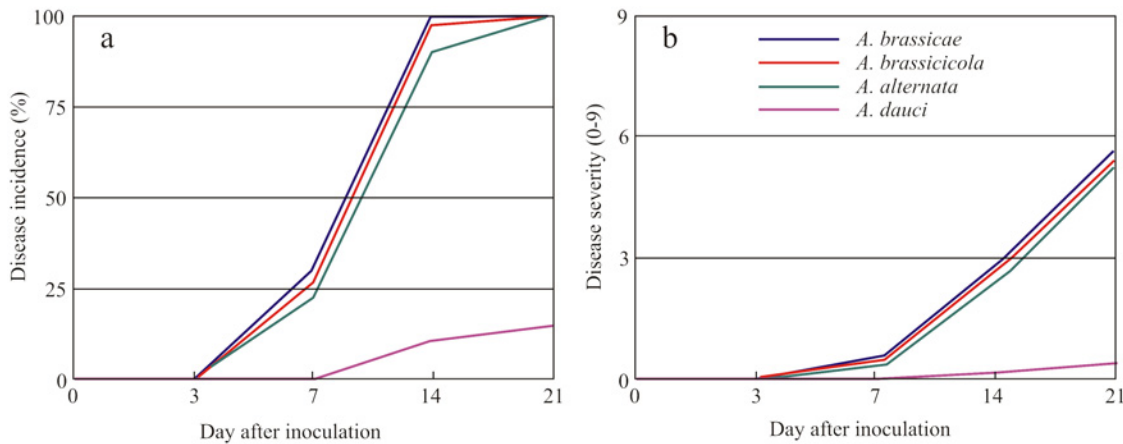 a
Disease incidence (%)
100
75
50
25
0
0 3 7 14 21
Day after inoculation
b
A. brassicae
A. brassicicola
A. alternata
A. dauci
Disease severity (0-9)
9
6
3
0
0 3 7 14 21
Day after inoculation